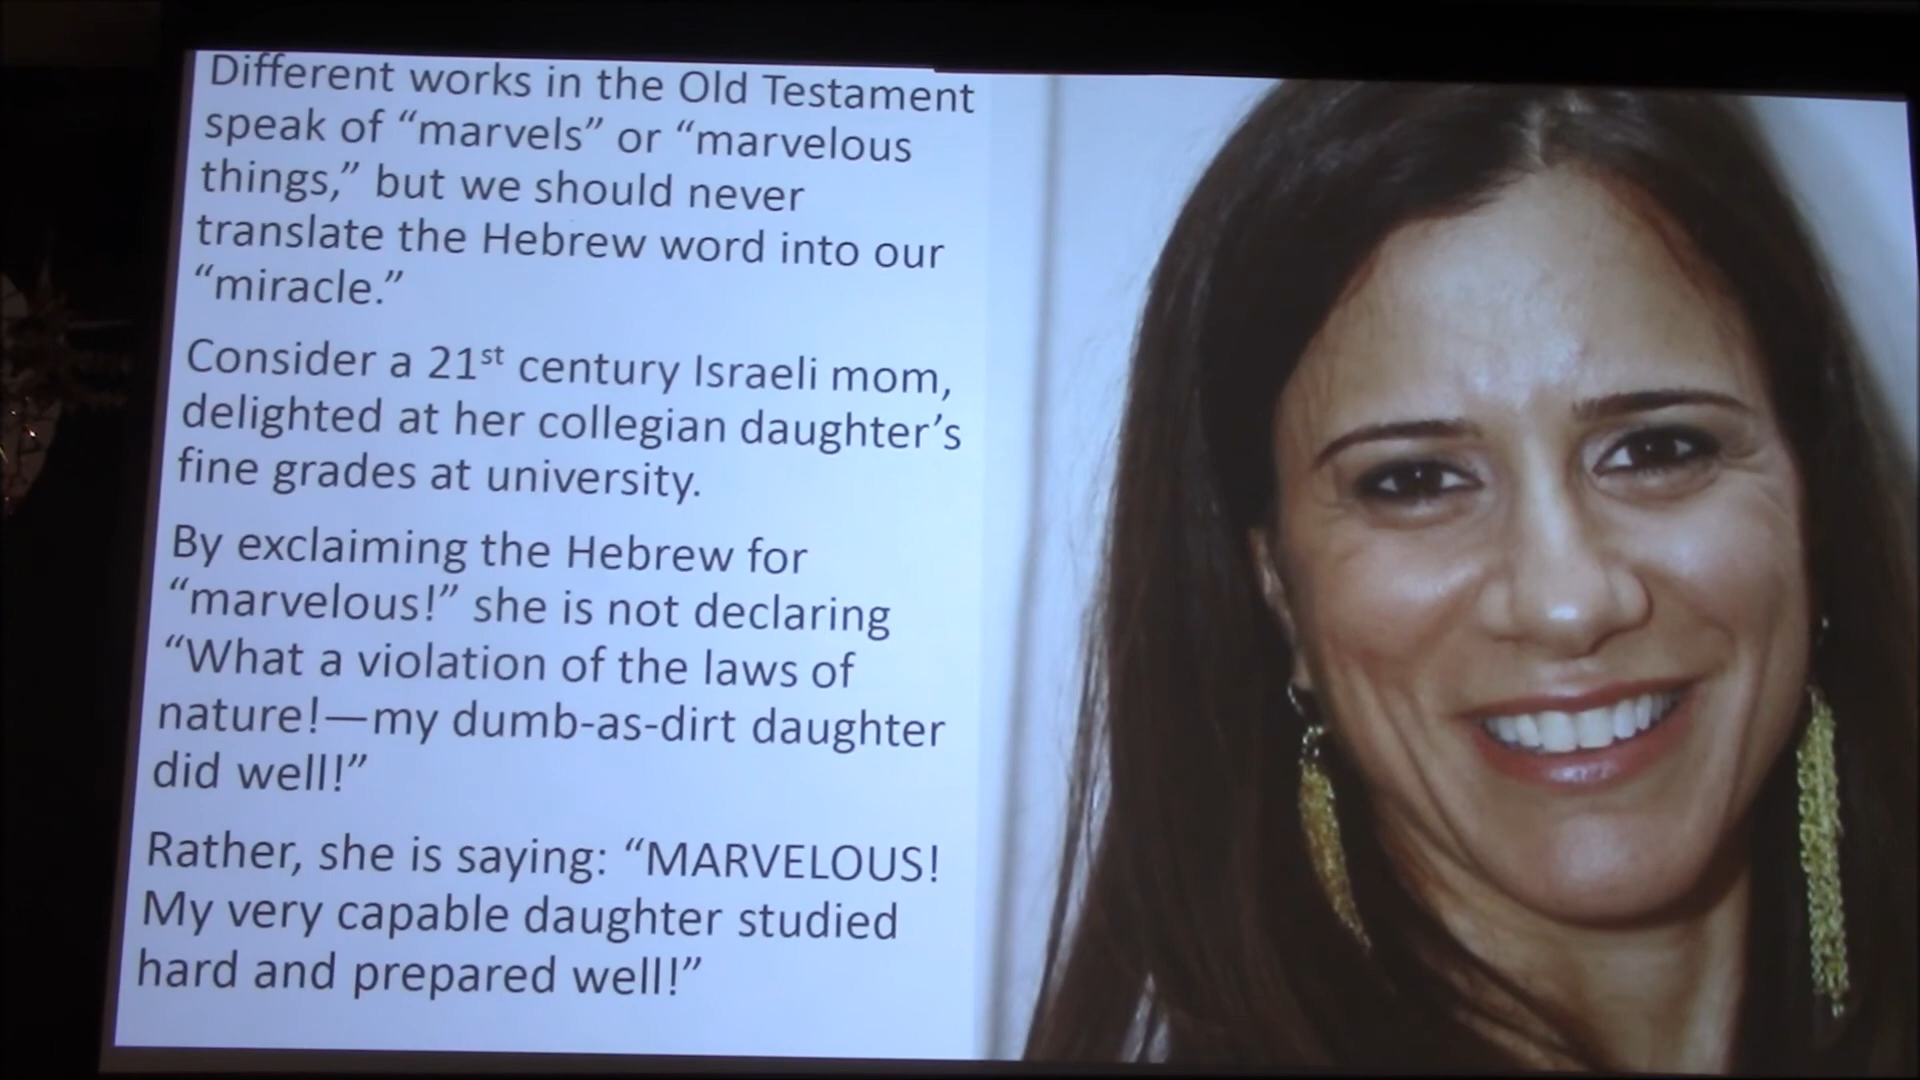 Different works in the Old Testament
speak of “marvels” or “marvelous
things,” but we should never
translate the Hebrew word into our
“miracle.”
Consider a 21st century Israeli mom,
delighted at her collegian daughter’s
fine grades at university.
By exclaiming the Hebrew for
“marvelous!” she is not declaring
“What a violation of the laws of
nature!—my dumb-as-dirt daughter
did well!”
Rather, she is saying: “MARVELOUS!
My very capable daughter studied
hard and prepared well!”